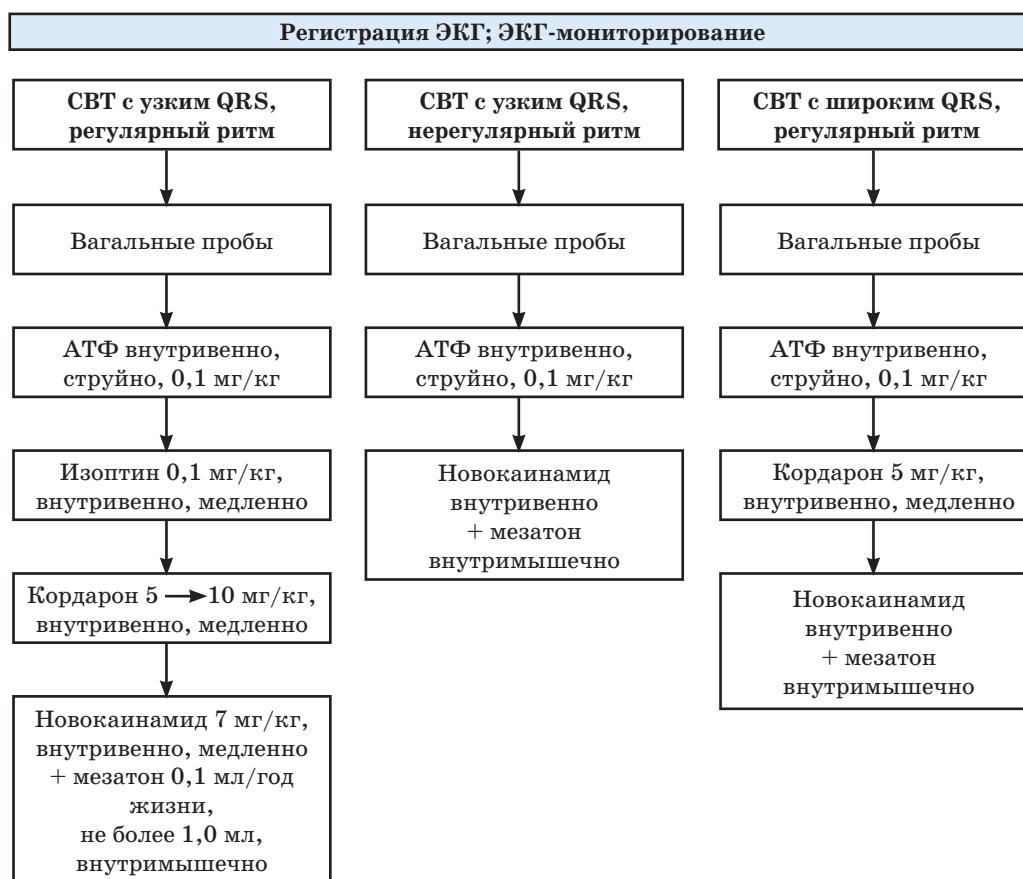 Регистрация ЭКГ; ЭКГ-мониторирование
СВТ с узким QRS,
регулярный ритм
Вагальные пробы
АТФ внутривенно,
струйно, 0,1 мг/кг
Изоптин 0,1 мг/кг,
внутривенно, медленно
Кордарон 5 → 10 мг/кг,
внутривенно, медленно
Новокаинамид 7 мг/кг,
внутривенно, медленно
+ мезатон 0,1 мл/год
жизни,
не более 1,0 мл,
внутримышечно
СВТ с узким QRS,
нерегулярный ритм
Вагальные пробы
АТФ внутривенно,
струйно, 0,1 мг/кг
Новокаинамид
внутривенно
+ мезатон
внутримышечно
СВТ с широким QRS,
регулярный ритм
Вагальные пробы
АТФ внутривенно,
струйно, 0,1 мг/кг
Кордарон 5 мг/кг,
внутривенно, медленно
Новокаинамид
внутривенно
+ мезатон
внутримышечно